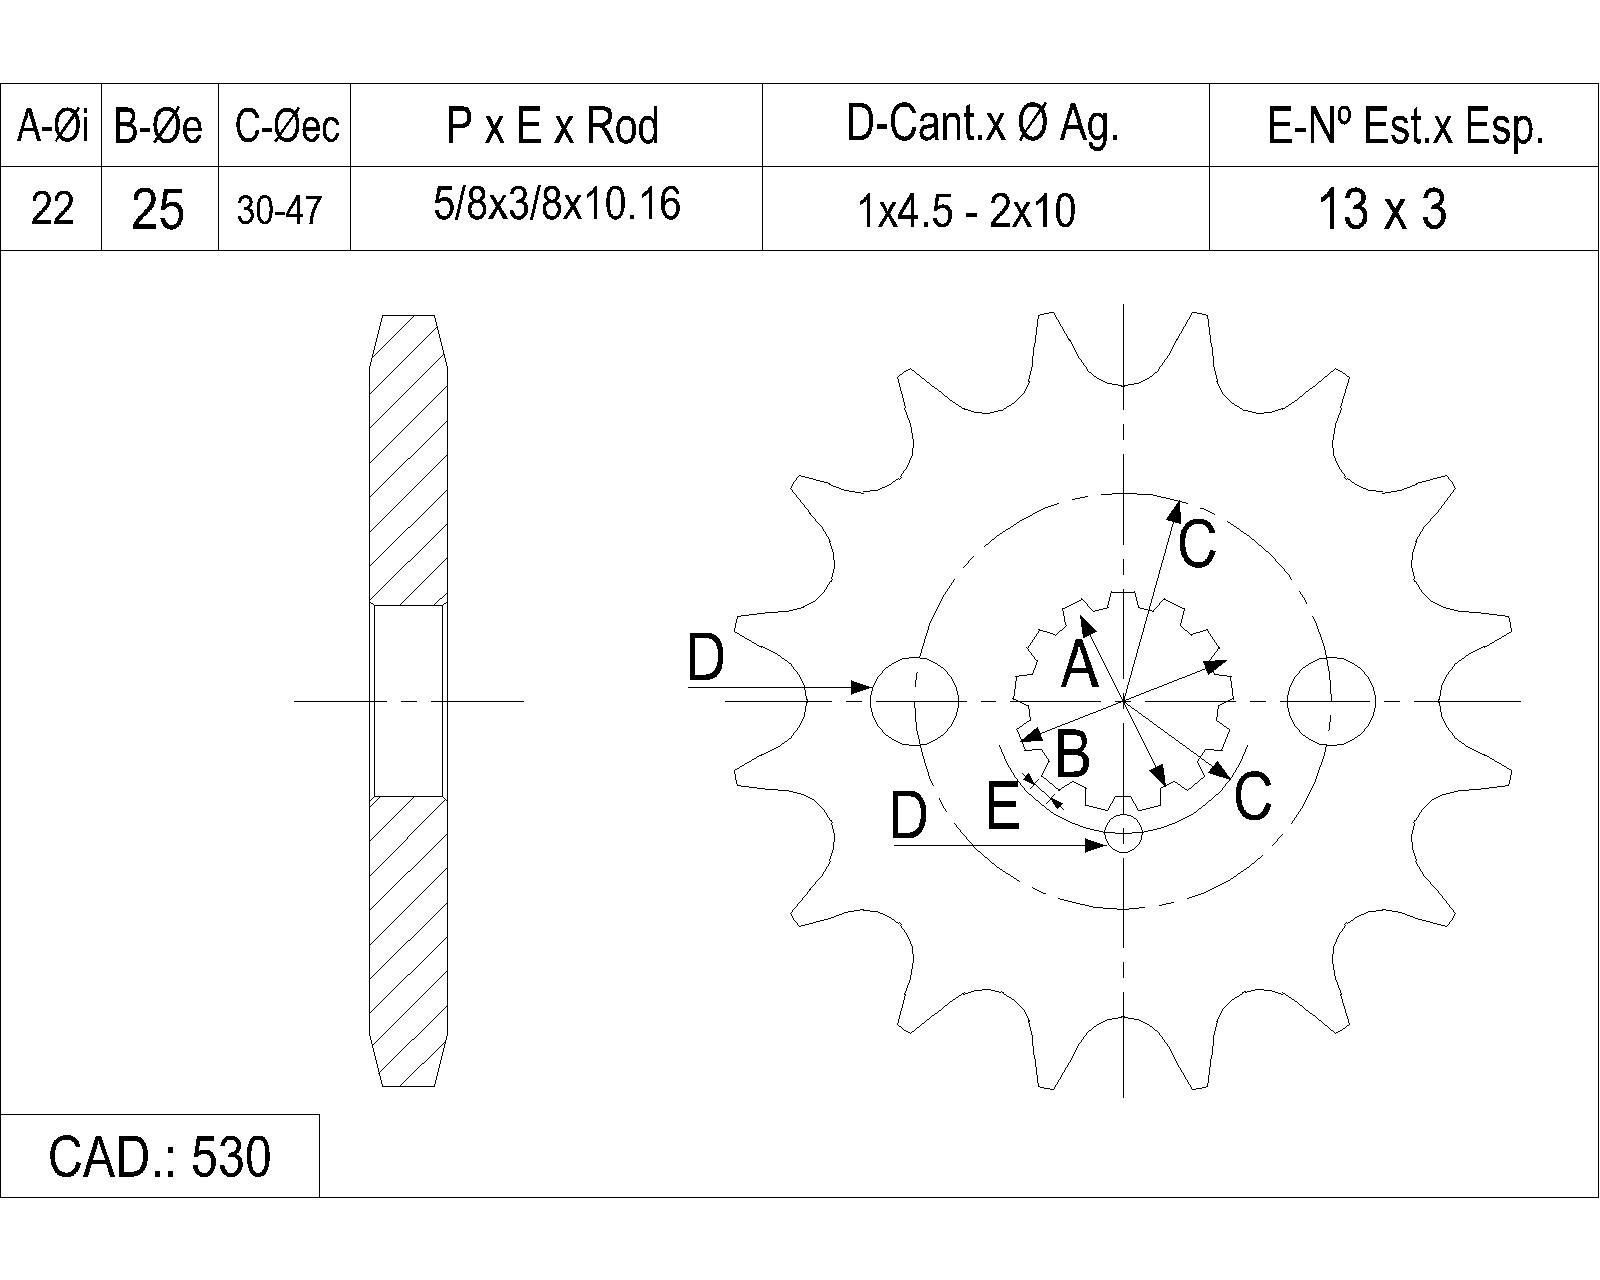 A-Øi B-Øe C-Øec P x E x Rod D-Cant.x Ø Ag. E-Nº Est.x Esp.
22 25 30-47 5/8x3/8x10.16 1x4.5 - 2x10 13 x 3
C
D
A
B
E
C
D
CAD.: 530